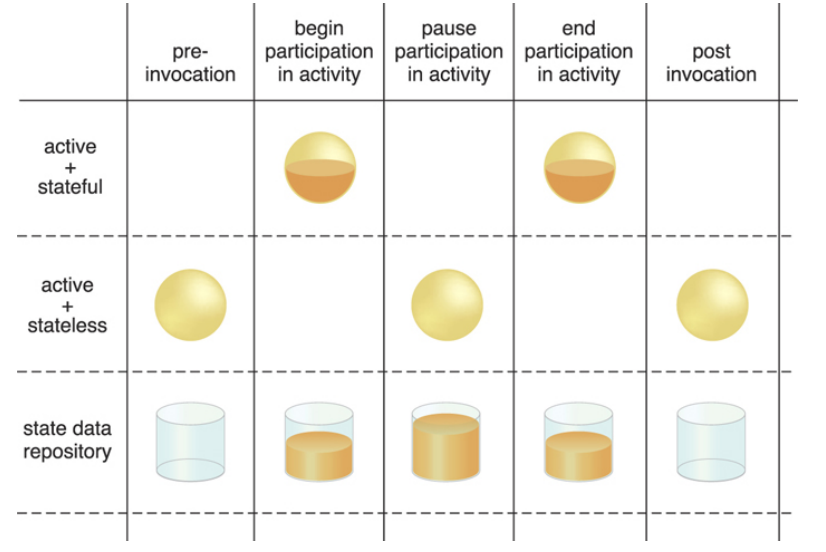 pre-
invocation
begin
participation
in activity
pause
participation
in activity
end
participation
in activity
post
invocation
active
+
stateful
active
+
stateless
state data
repository